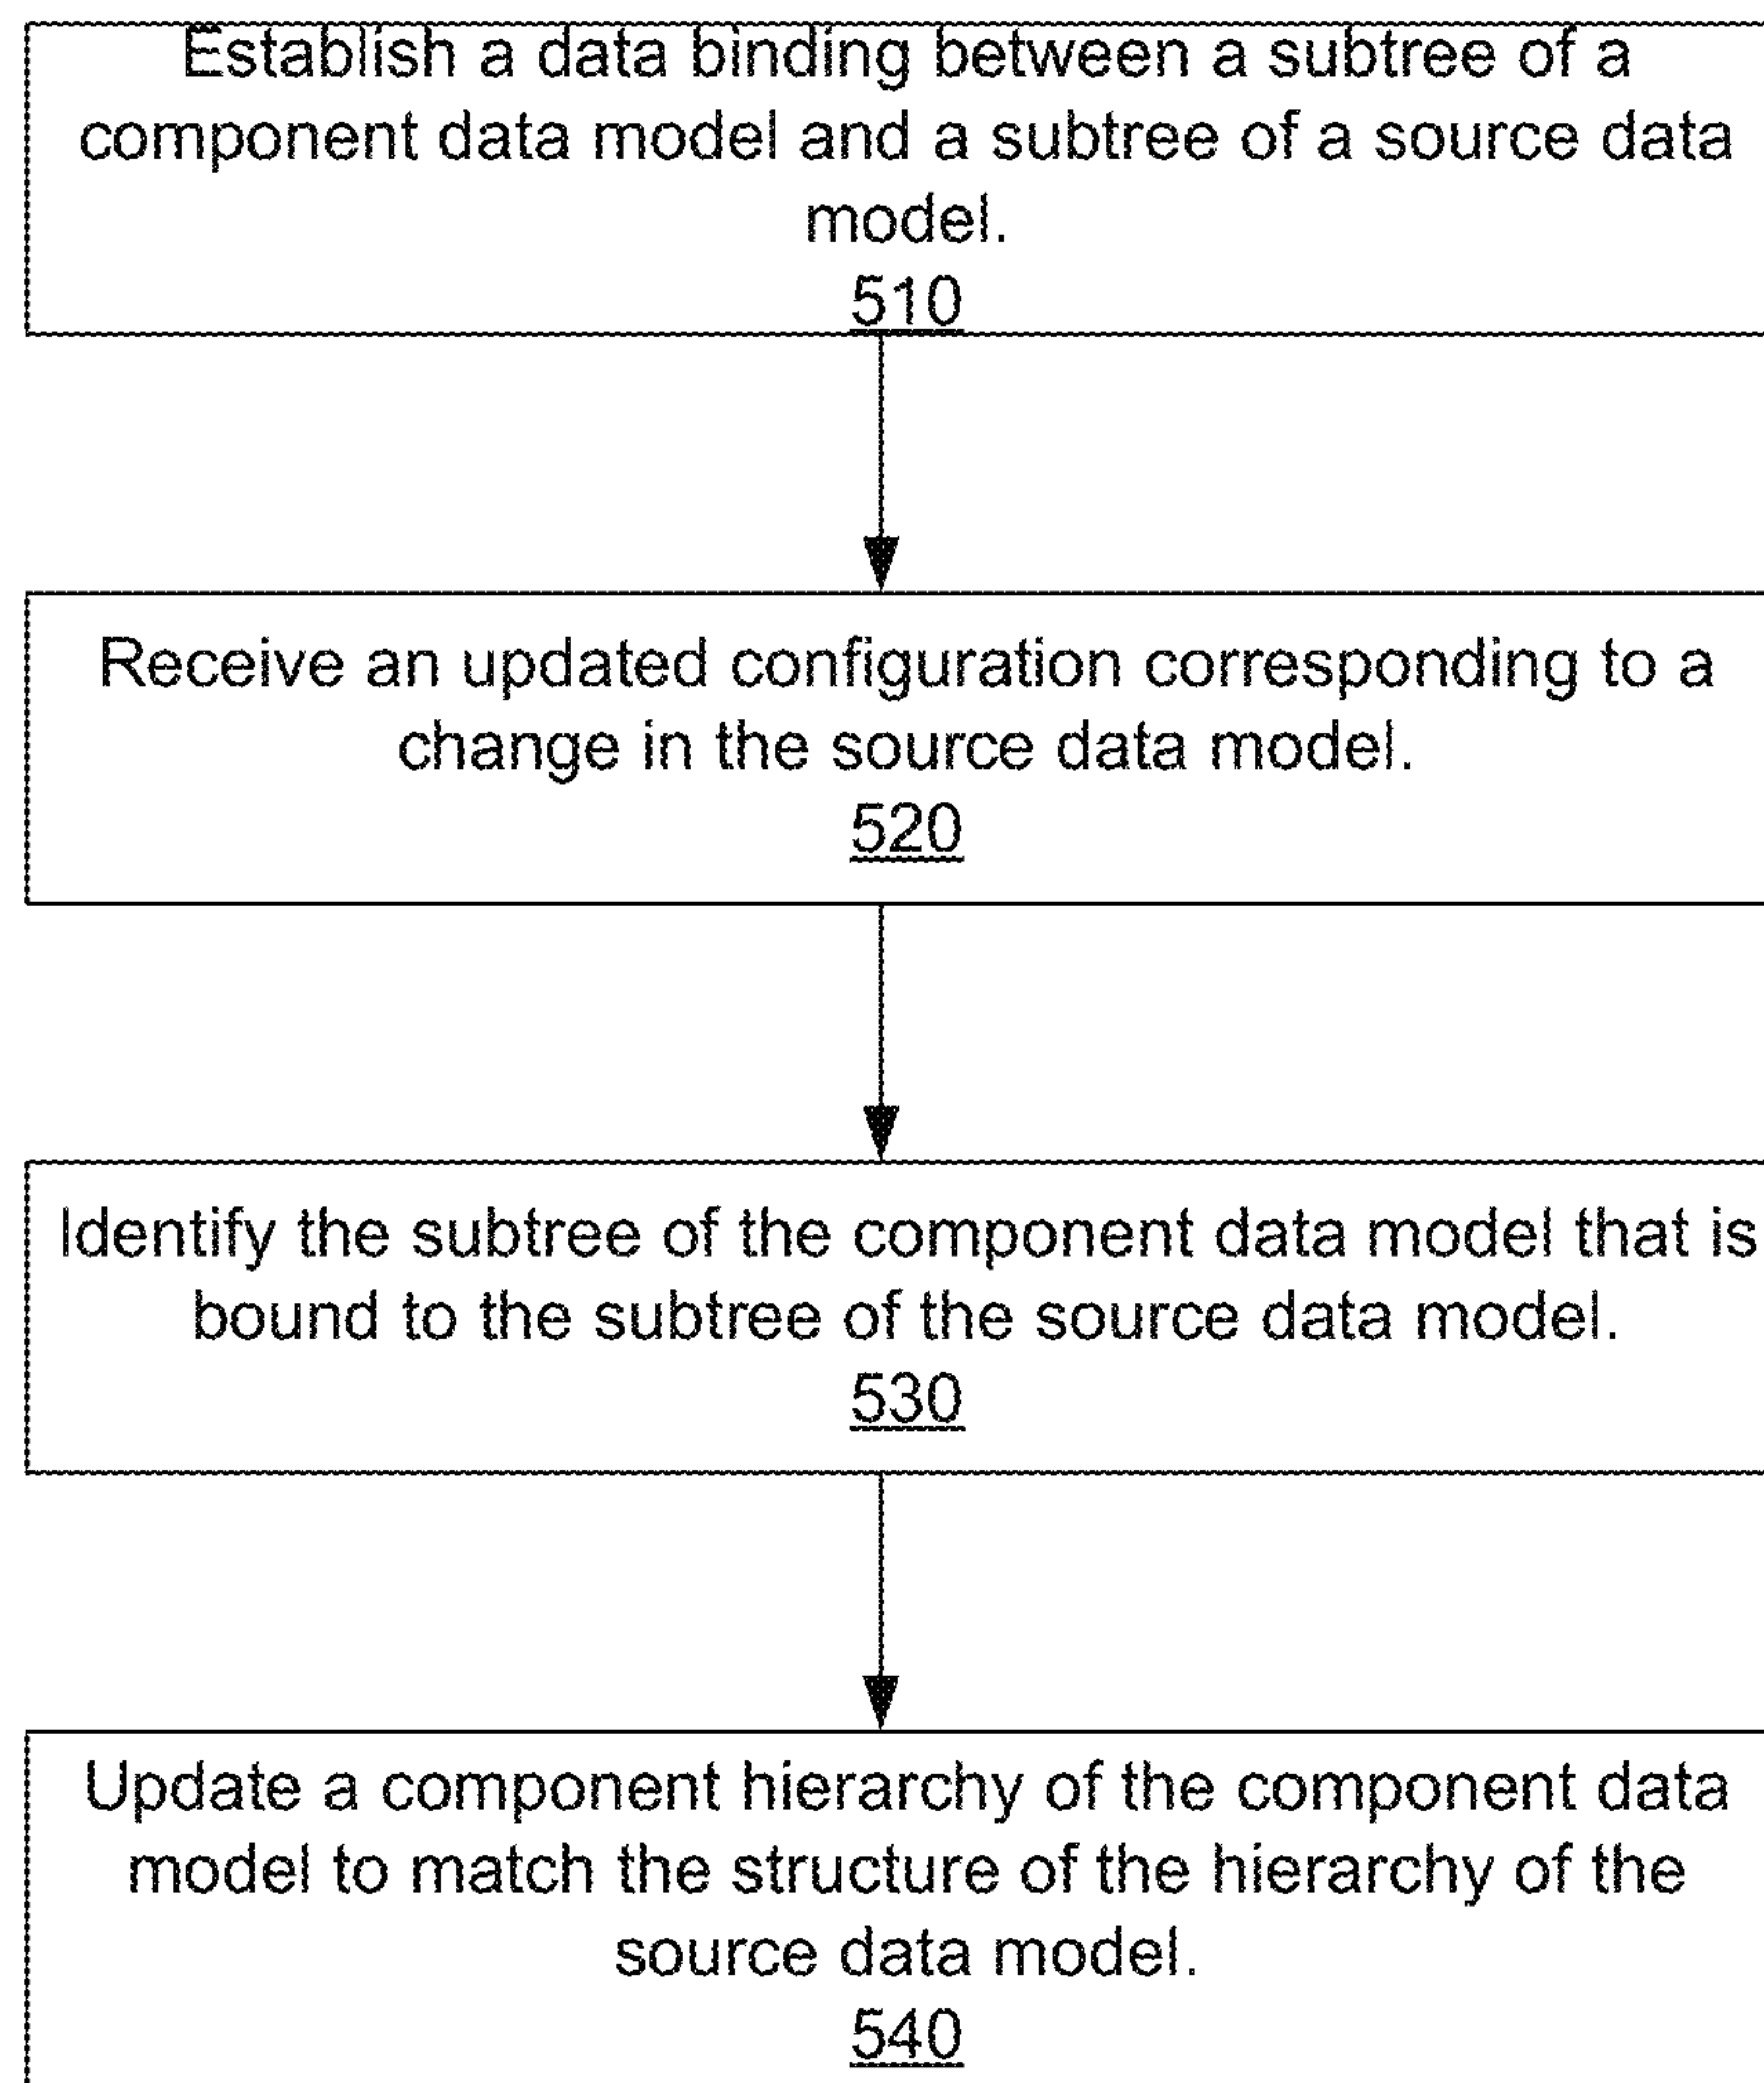 Establish a data binding between a subtree of a
component data model and a subtree of a source data
model.
510
Receive an updated configuration corresponding to a
change in the source data model.
520
Identify the subtree of the component data model that is
bound to the subtree of the source data model.
530
Update a component hierarchy of the component data
model to match the structure of the hierarchy of the
source data model.
540